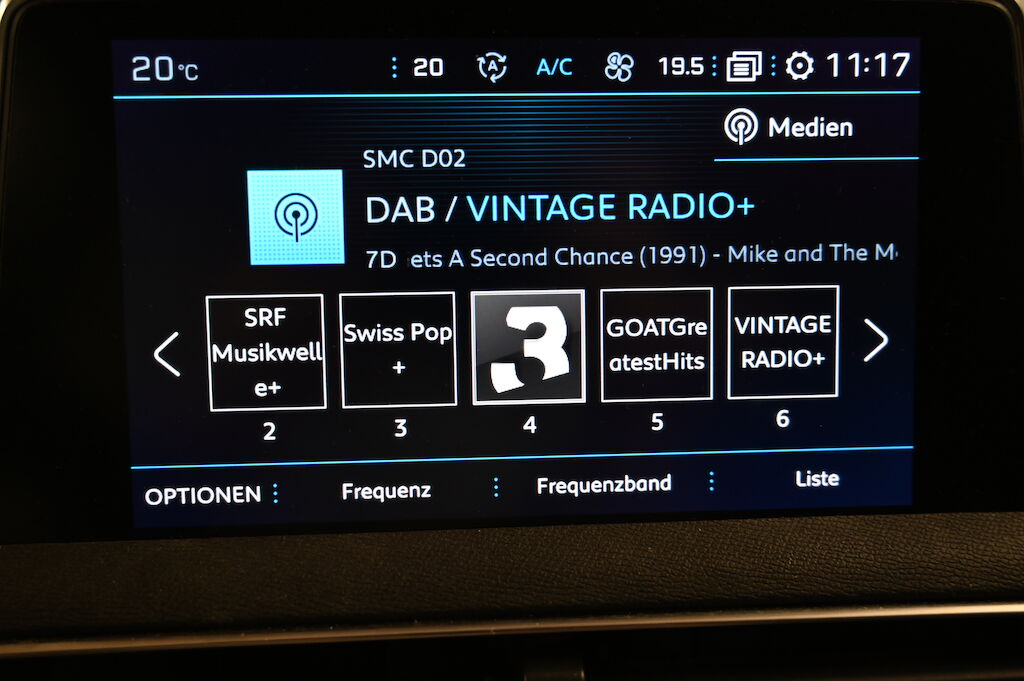 20°C 20 A A/C 19.5 11:17
Medien
SMC D02
DAB / VINTAGE RADIO+
7D ets A Second Chance (1991) - Mike and The M
SRF
Musikwell
e+
Swiss Pop
+
3
GOATGre
atestHits
VINTAGE
RADIO+
2 3 4 5 6
OPTIONEN Frequenz Frequenzband Liste